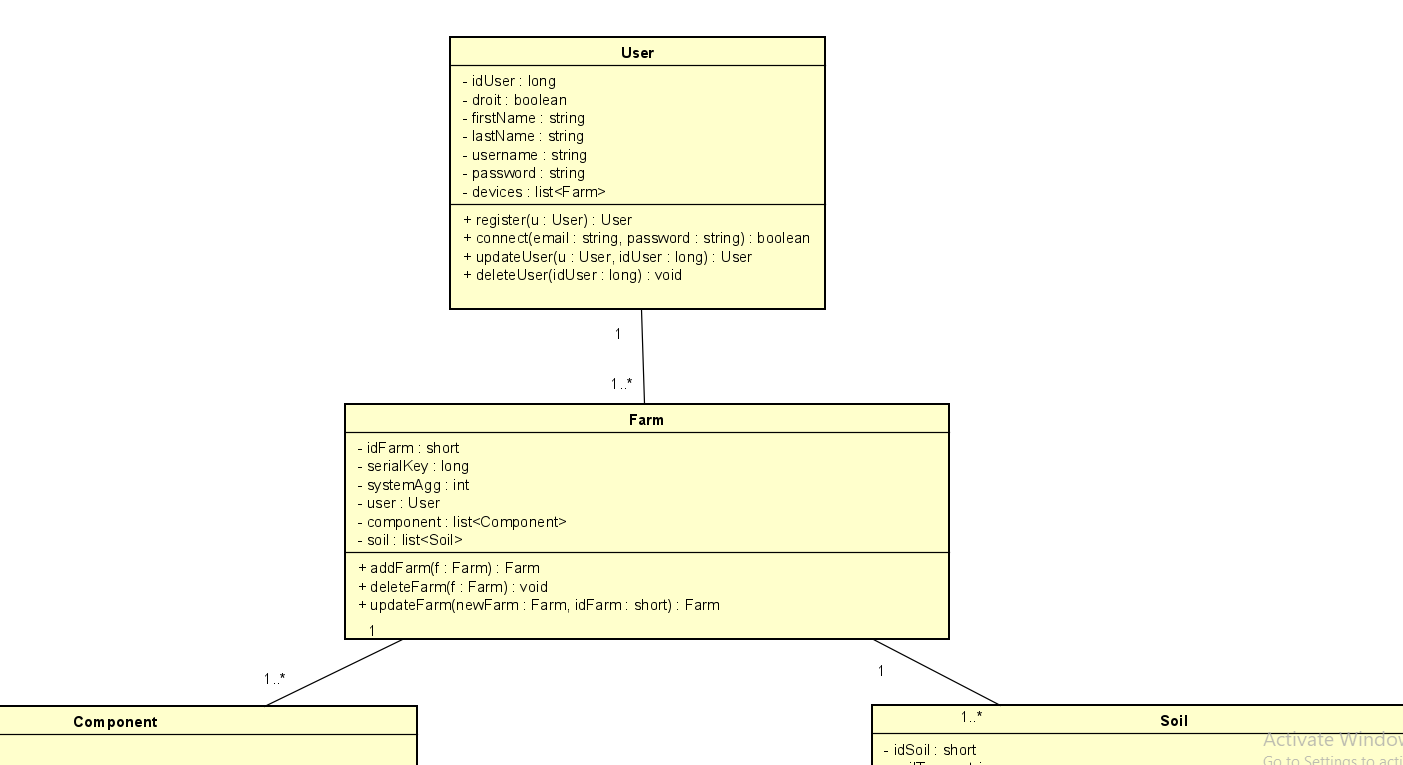 User
- idUser : long
- droit : boolean
- firstName : string
- lastName : string
- username : string
- password : string
- devices : list<Farm>
+ register(u : User) : User
+ connect(email : string, password : string) : boolean
+ updateUser(u : User, idUser : long) : User
+ deleteUser(idUser : long) : void
1
1..*
Farm
- idFarm : short
- serialKey : long
- systemAgg : int
- user : User
- component : list<Component>
- soil : list<Soil>
+ addFarm(f : Farm) : Farm
+ deleteFarm(f : Farm) : void
+ updateFarm(newFarm : Farm, idFarm : short) : Farm
1
1..*
1
1..*
Component
Soil
- idSoil : short
Activate Window
Go to Settings to acti